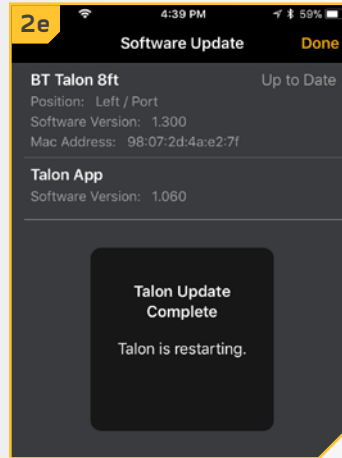 2e
4:39 PM
59%
Software Update
Done
BT Talon 8ft
Up to Date
Position: Left / Port
Software Version: 1.300
Mac Address: 98:07:2d:4a:e2:7f
Talon App
Software Version: 1.060
Talon Update
Complete
Talon is restarting.